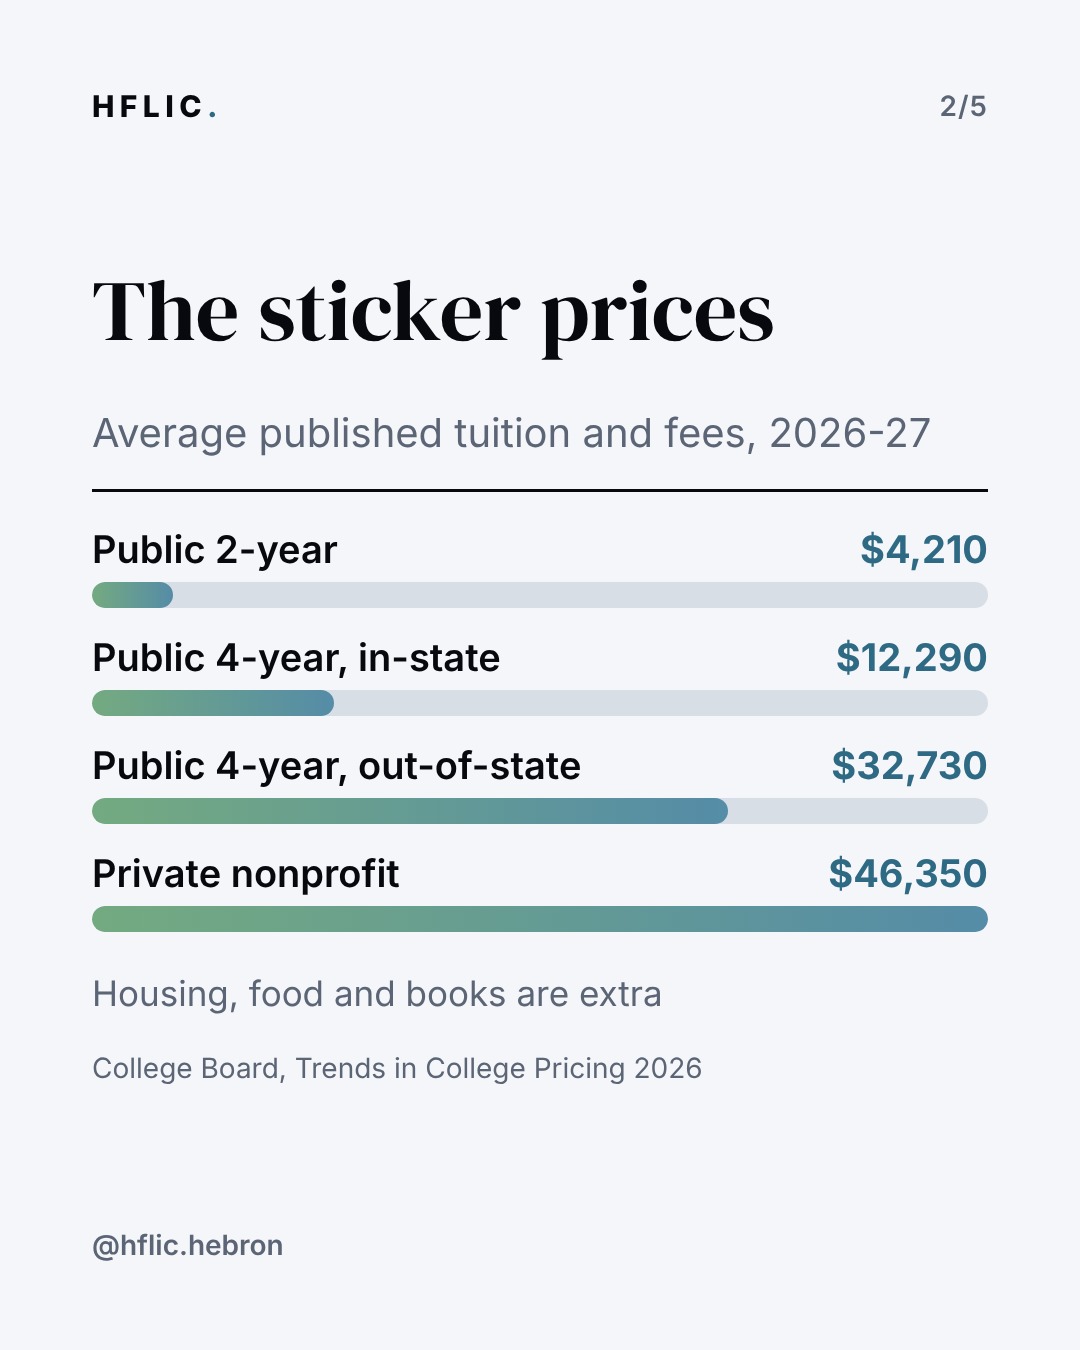 HFLIC.
2/5
The sticker prices
Average published tuition and fees, 2026-27
Public 2-year
$4,210
Public 4-year, in-state
$12,290
Public 4-year, out-of-state
$32,730
Private nonprofit
$46,350
Housing, food and books are extra
College Board, Trends in College Pricing 2026
@hflic.hebron